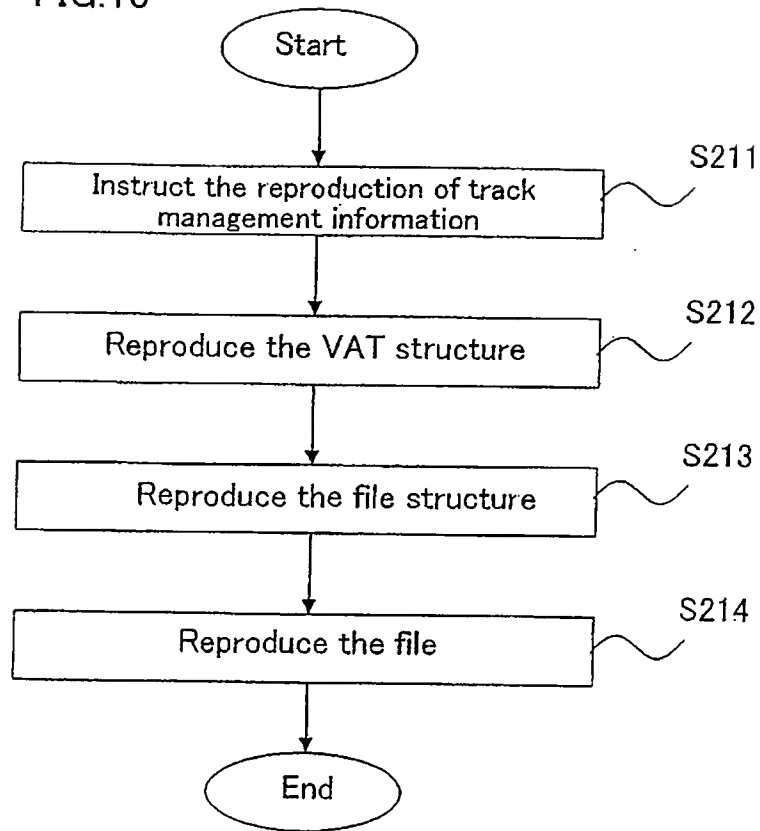 Start
S211
Instruct the reproduction of track
management information
S212
Reproduce the VAT structure
S213
Reproduce the file structure
S214
Reproduce the file
End